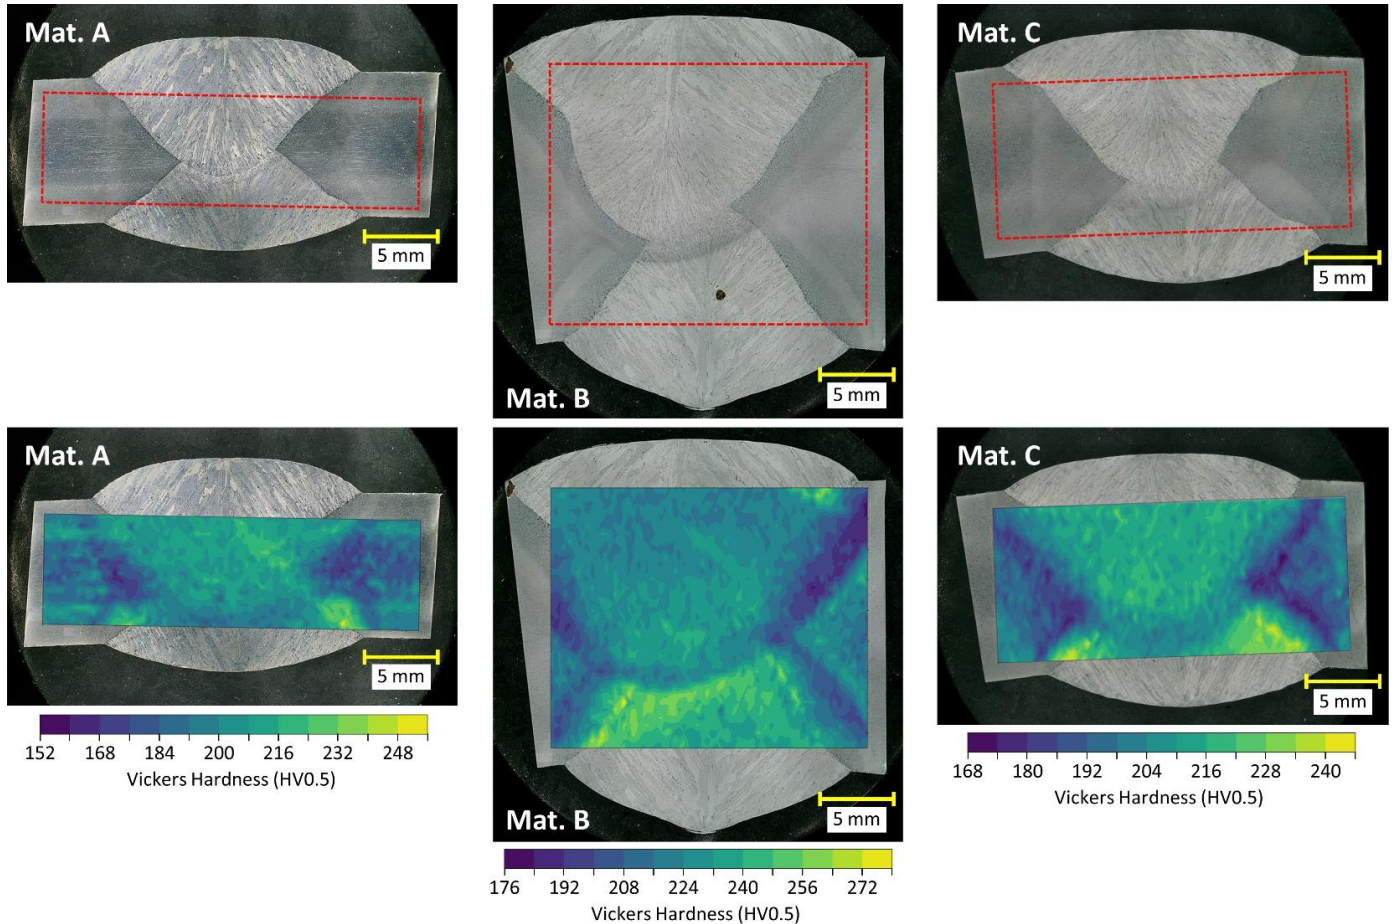 Mat. A
5 mm
Mat. B
5 mm
Mat. C
5 mm
Mat. A
5 mm
152 168 184 200 216 232 248
Vickers Hardness (HV0.5)
Mat. B
5 mm
176 192 208 224 240 256 272
Vickers Hardness (HV0.5)
Mat. C
5 mm
168 180 192 204 216 228 240
Vickers Hardness (HV0.5)